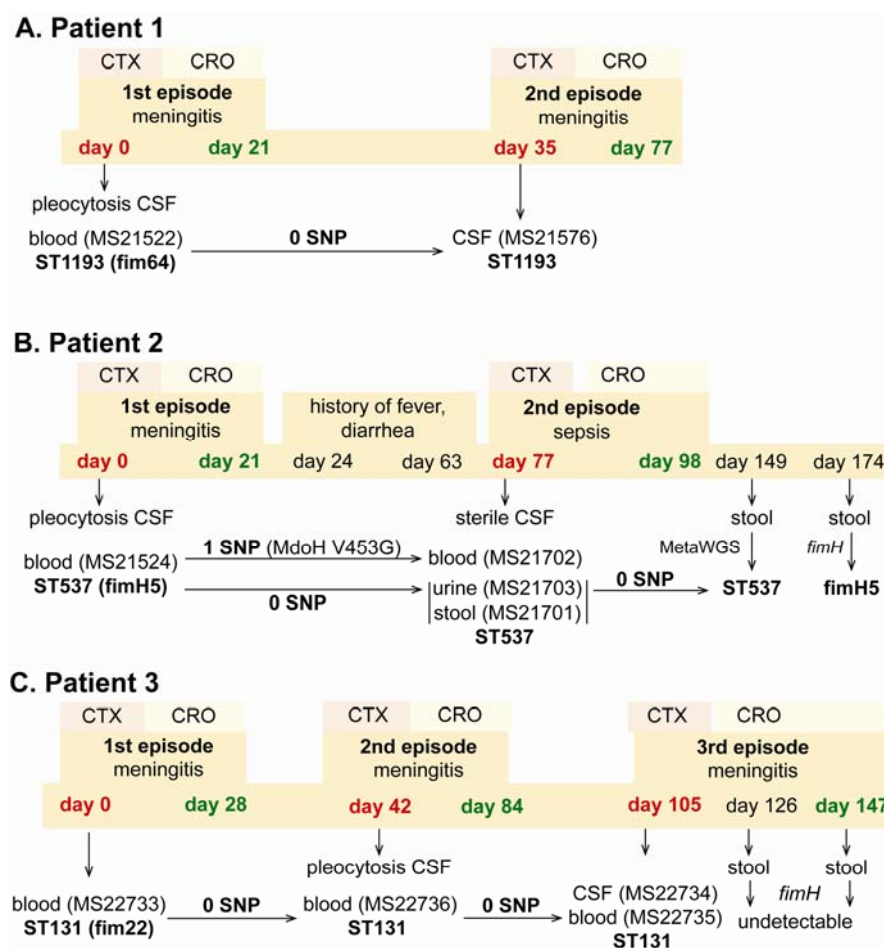 A. Patient 1
CTX CRO CTX CRO
1st episode 2nd episode
meningitis meningitis
day 0 day 21 day 35 day 77
pleocytosis CSF
blood (MS21522) 0 SNP CSF (MS21576)
ST1193 (fim64) ST1193
B. Patient 2
CTX CRO CTX CRO
1st episode history of fever, 2nd episode
meningitis diarrhea sepsis
day 0 day 21 day 24 day 63 day 77 day 98 day 149 day 174
pleocytosis CSF sterile CSF stool stool
1 SNP (MdoH V453G) MetaWGS fimH
blood (MS21524) blood (MS21702)
ST537 (fimH5) 0 SNP urine (MS21703) 0 SNP ST537 fimH5
stool (MS21701)
ST537
C. Patient 3
CTX CRO CTX CRO CTX CRO
1st episode 2nd episode 3rd episode
meningitis meningitis meningitis
day 0 day 28 day 42 day 84 day 105 day 126 day 147
pleocytosis CSF stool stool
blood (MS22733) 0 SNP blood (MS22736) 0 SNP CSF (MS22734) fimH
ST131 (fim22) ST131 blood (MS22735) undetectable
ST131